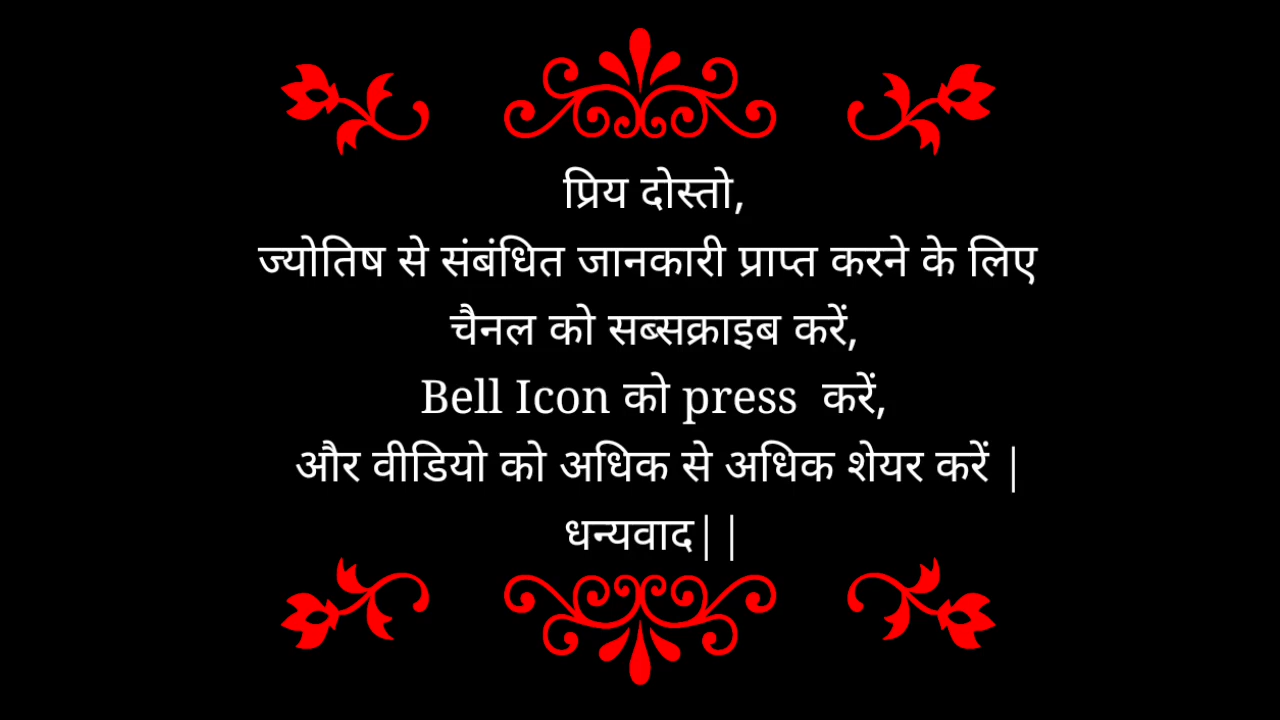 प्रिय दोस्तो,
ज्योतिष से संबंधित जानकारी प्राप्त करने के लिए
चैनल को सब्सक्राइब करें,
Bell Icon को press करें,
और वीडियो को अधिक से अधिक शेयर करें |
धन्यवाद||